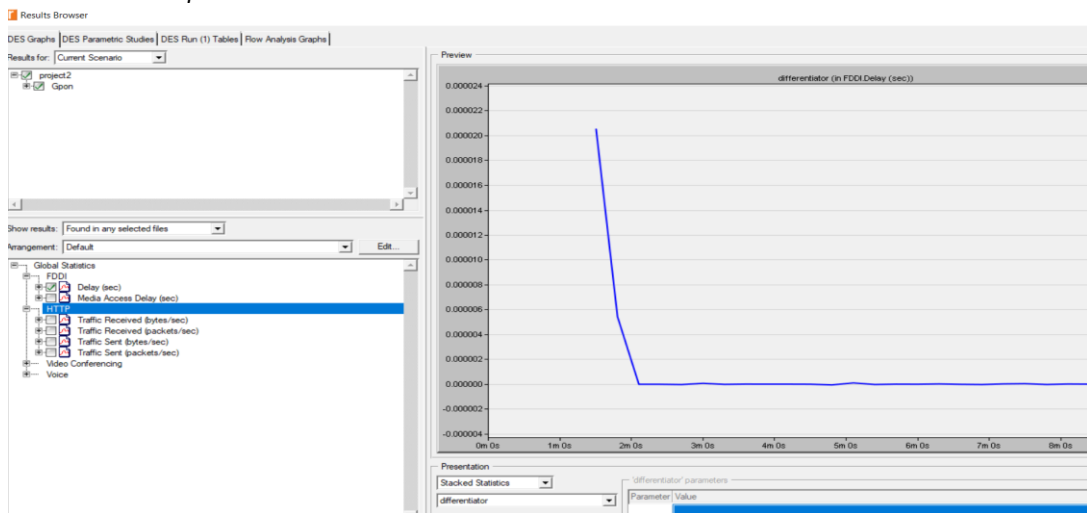 Results Browser
DES Graphs DES Parametric Studies DES Run (1) Tables Flow Analysis Graphs
Results for: Current Scenario
project2
Gpon
Show results: Found in any selected files
Arrangement: Default Edit...
Global Statistics
FDDI
Delay (sec)
Media Access Delay (sec)
HTTP
Traffic Received (bytes/sec)
Traffic Received (packets/sec)
Traffic Sent (bytes/sec)
Traffic Sent (packets/sec)
Video Conferencing
Voice
Preview
differentiator (in FDDI.Delay (sec))
0.000024
0.000022
0.000020
0.000018
0.000016
0.000014
0.000012
0.000010
0.000008
0.000006
0.000004
0.000002
0.000000
-0.000002
-0.000004
0m 0s 1m 0s 2m 0s 3m 0s 4m 0s 5m 0s 6m 0s 7m 0s 8m 0s
Presentation
Stacked Statistics
differentiator
'differentiator' parameters
Parameter Value